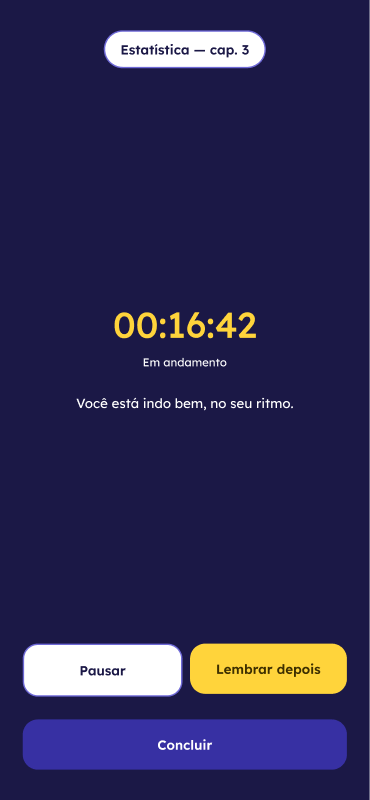 Estatística — cap. 3
00:16:42
Em andamento
Você está indo bem, no seu ritmo.
Pausar
Lembrar depois
Concluir